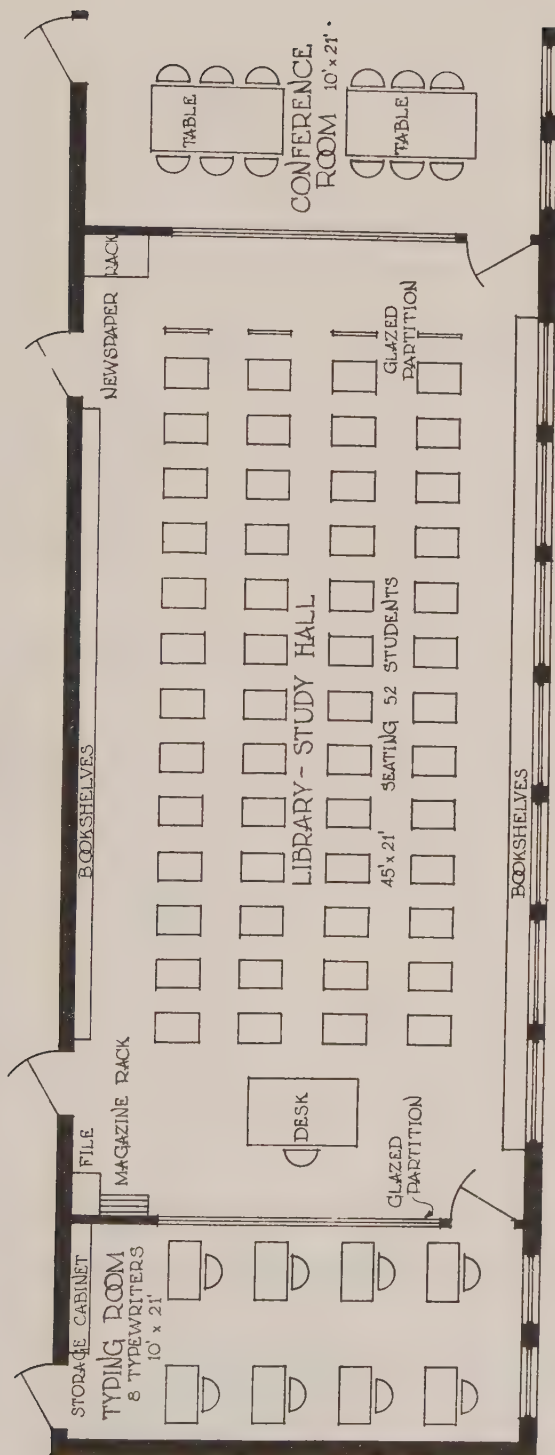 STORAGE CABINET
TYPING ROOM
8 TYPEWRITERS
10' x 21'
FILE
MAGAZINE RACK
DESK
GLAZED
PARTITION
BOOKSHELVES
LIBRARY - STUDY HALL
45' x 21' SEATING 52 STUDENTS
BOOKSHELVES
NEWSPAPER RACK
GLAZED
PARTITION
TABLE
CONFERENCE
ROOM 10' x 21'.
TABLE